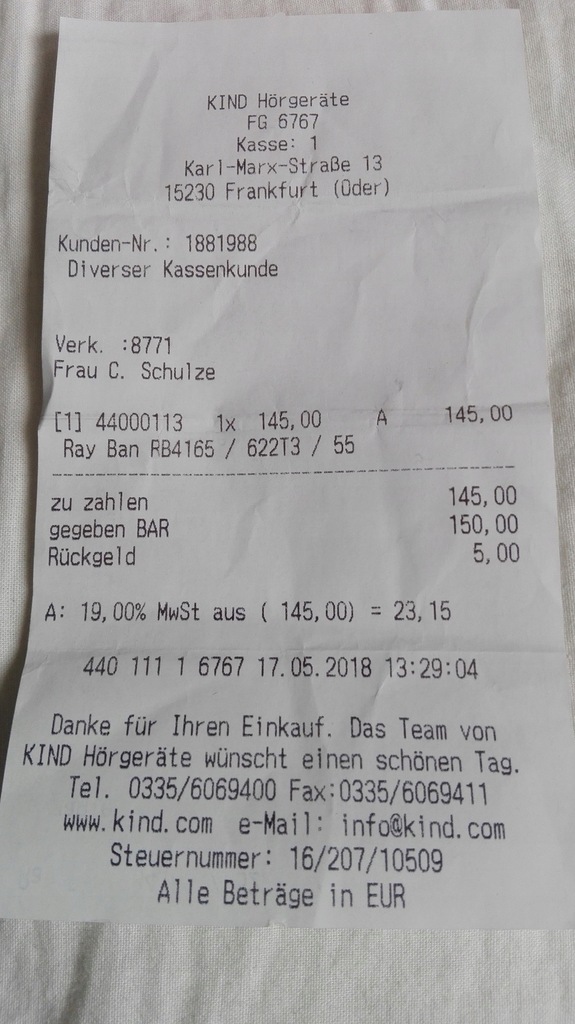 KIND Hörgeräte
FG 6767
Kasse: 1
Karl-Marx-Straße 13
15230 Frankfurt (Oder)
Kunden-Nr.: 1881988
Diverser Kassenkunde
Verk. :8771
Frau C. Schulze
[1] 44000113 1x 145,00 A 145,00
Ray Ban RB4165 / 622T3 / 55
zu zahlen 145,00
gegeben BAR 150,00
Rückgeld 5,00
A: 19,00% MwSt aus ( 145,00) = 23,15
440 111 1 6767 17.05.2018 13:29:04
Danke für Ihren Einkauf. Das Team von
KIND Hörgeräte wünscht einen schönen Tag.
Tel. 0335/6069400 Fax:0335/6069411
www.kind.com e-Mail: info@kind.com
Steuernummer: 16/207/10509
Alle Beträge in EUR